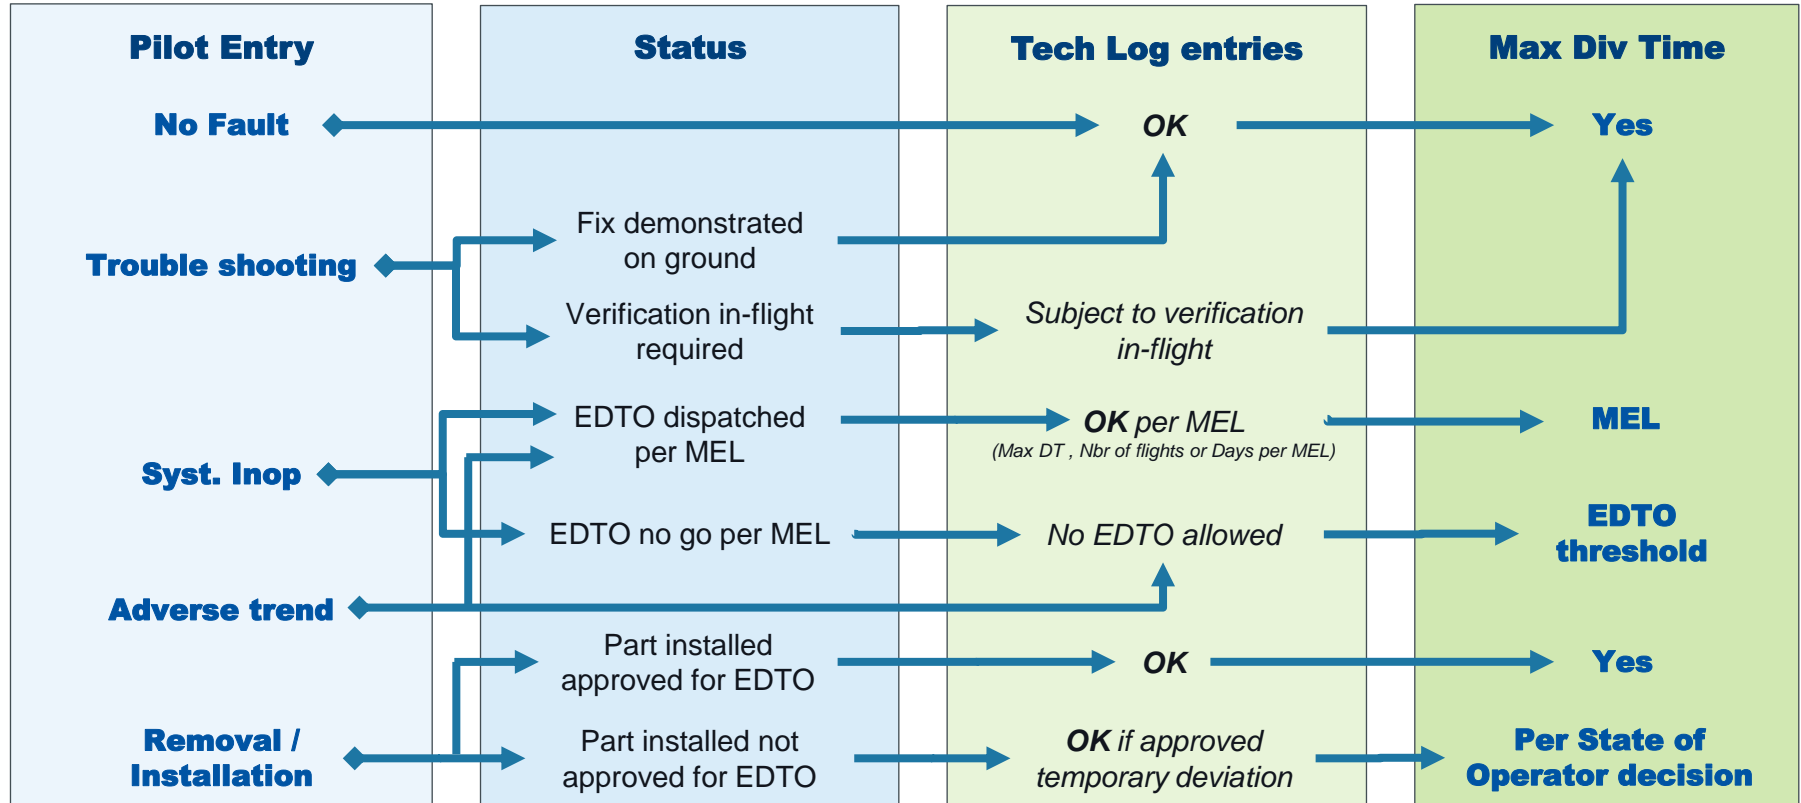 Pilot Entry
Status
Tech Log entries
Max Div Time
No Fault
OK
Yes
Trouble shooting
Fix demonstrated
on ground
Verification in-flight
required
Subject to verification
in-flight
Syst. Inop
EDTO dispatched
per MEL
OK per MEL
(Max DT , Nbr of flights or Days per MEL)
MEL
EDTO no go per MEL
No EDTO allowed
EDTO
threshold
Adverse trend
Part installed
approved for EDTO
OK
Yes
Removal /
Installation
Part installed not
approved for EDTO
OK if approved
temporary deviation
Per State of
Operator decision